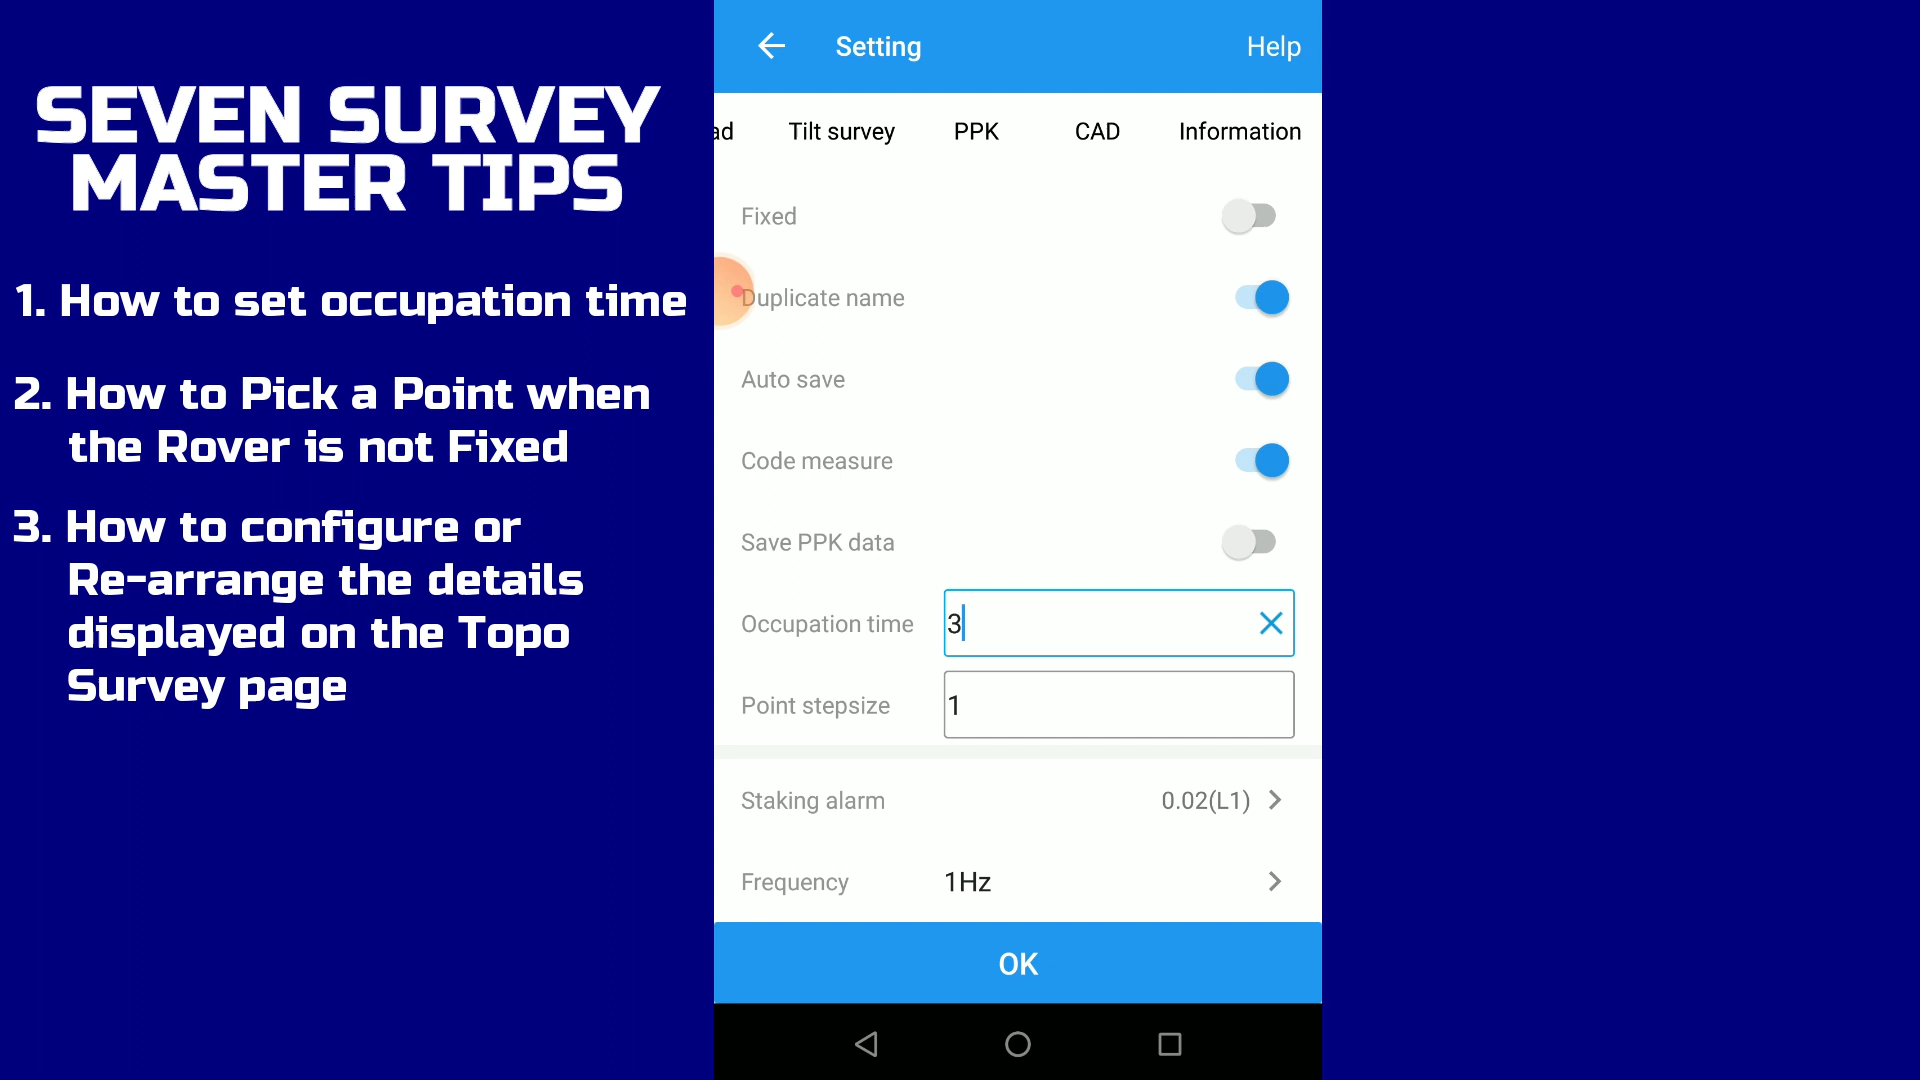 SEVEN SURVEY
MASTER TIPS
1. How to set occupation time
2. How to Pick a Point when
the Rover is not Fixed
3. How to configure or
Re-arrange the details
displayed on the Topo
Survey page
Setting
Help
ad
Tilt survey
PPK
CAD
Information
Fixed
Duplicate name
Auto save
Code measure
Save PPK data
Occupation time
3
Point stepsize
1
Staking alarm
0.02(L1)
Frequency
1Hz
OK